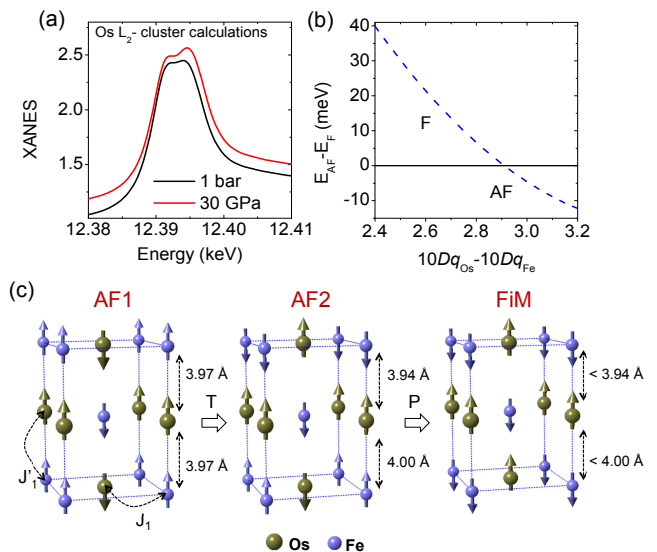 (a)
Os L2- cluster calculations
XANES
2.5
2.0
1.5
1 bar
30 GPa
12.38 12.39 12.40 12.41
Energy (keV)
(b)
EAF-EF (meV)
40
30
20
10
0
-10
F
AF
2.4 2.6 2.8 3.0 3.2
10DqOs-10DqFe
(c)
AF1 AF2 FiM
3.97 Å 3.94 Å < 3.94 Å
T P
3.97 Å 4.00 Å < 4.00 Å
J'1 J1
Os Fe